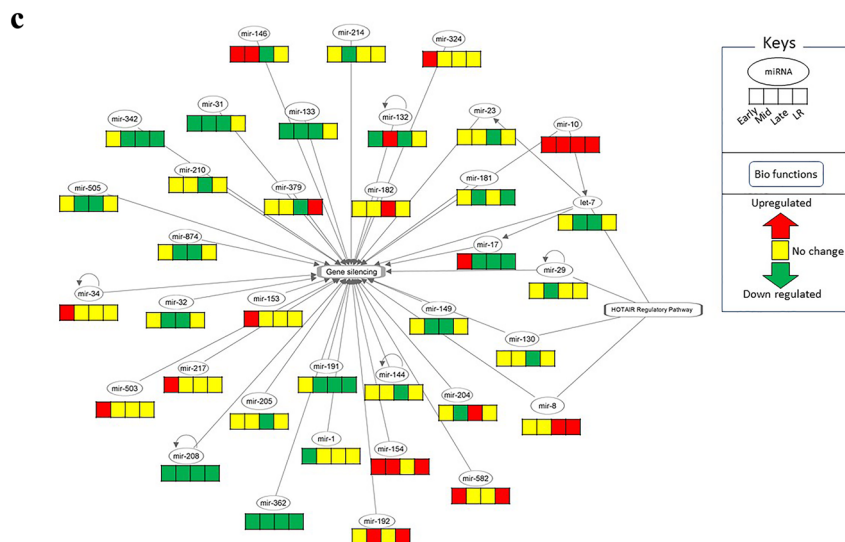 c
mir-146
mir-214
mir-324
mir-31
mir-133
mir-132
mir-23
mir-10
mir-342
mir-210
mir-379
mir-182
mir-181
mir-505
let-7
mir-874
mir-17
Gene silencing
mir-29
mir-34
mir-32
mir-153
mir-149
HOTAIR Regulatory Pathway
mir-130
mir-217
mir-191
mir-144
mir-503
mir-205
mir-204
mir-8
mir-1
mir-208
mir-154
mir-582
mir-362
mir-192
Keys
miRNA
Early
Mid
Late
LR
Bio functions
Upregulated
No change
Down regulated